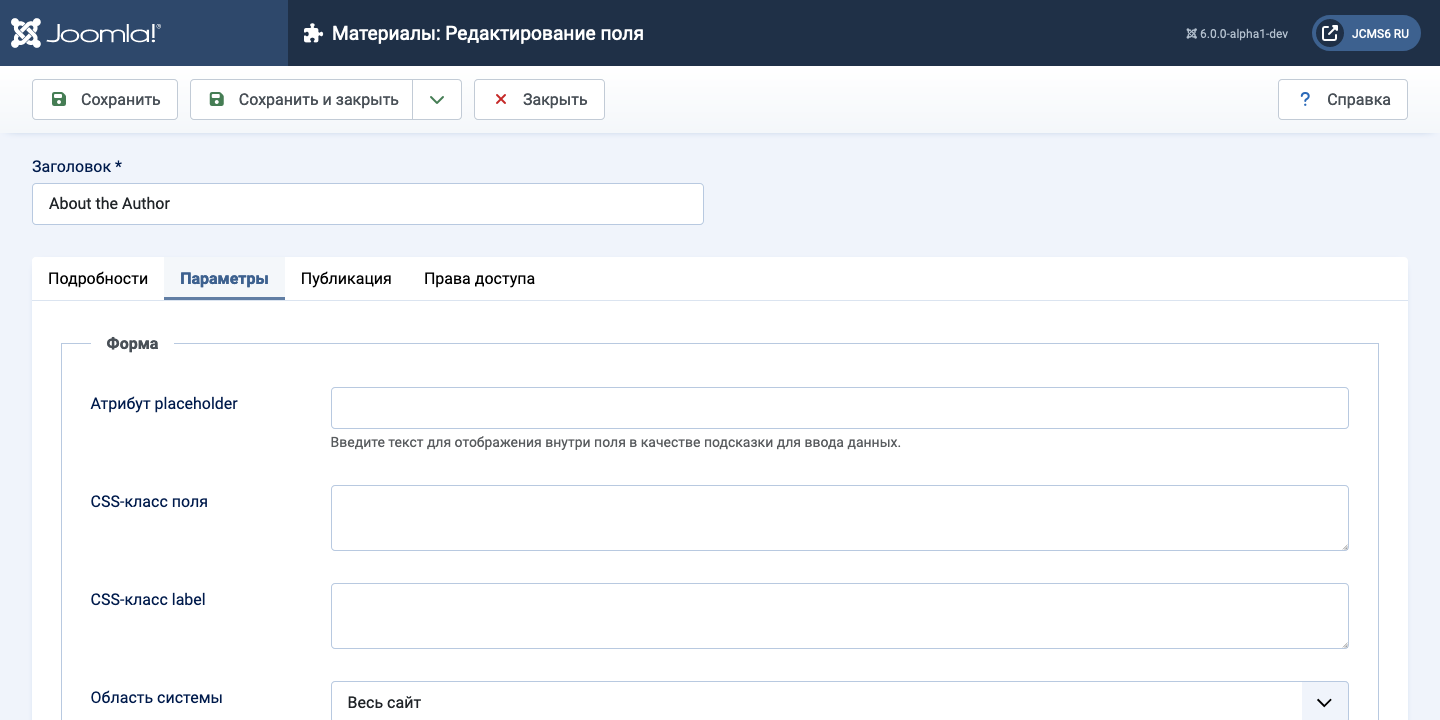 Joomla!®
Материалы: Редактирование поля
6.0.0-alpha1-dev
JCMS6 RU
Сохранить
Сохранить и закрыть
Закрыть
? Справка
Заголовок *
About the Author
Подробности Параметры Публикация Права доступа
Форма
Атрибут placeholder
Введите текст для отображения внутри поля в качестве подсказки для ввода данных.
CSS-класс поля
CSS-класс label
Область системы
Весь сайт